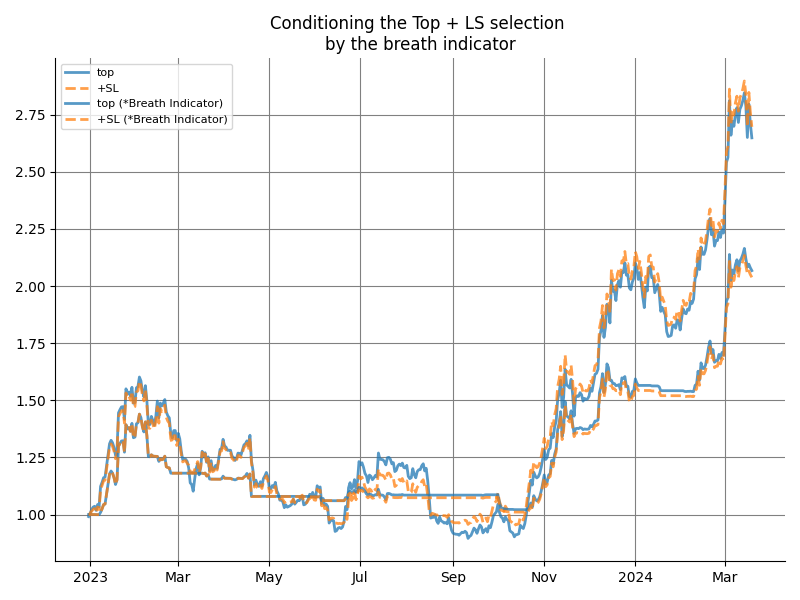 Conditioning the Top + LS selection
by the breath indicator
top
+SL
top (*Breath Indicator)
+SL (*Breath Indicator)
2.75
2.50
2.25
2.00
1.75
1.50
1.25
1.00
2023 Mar May Jul Sep Nov 2024 Mar